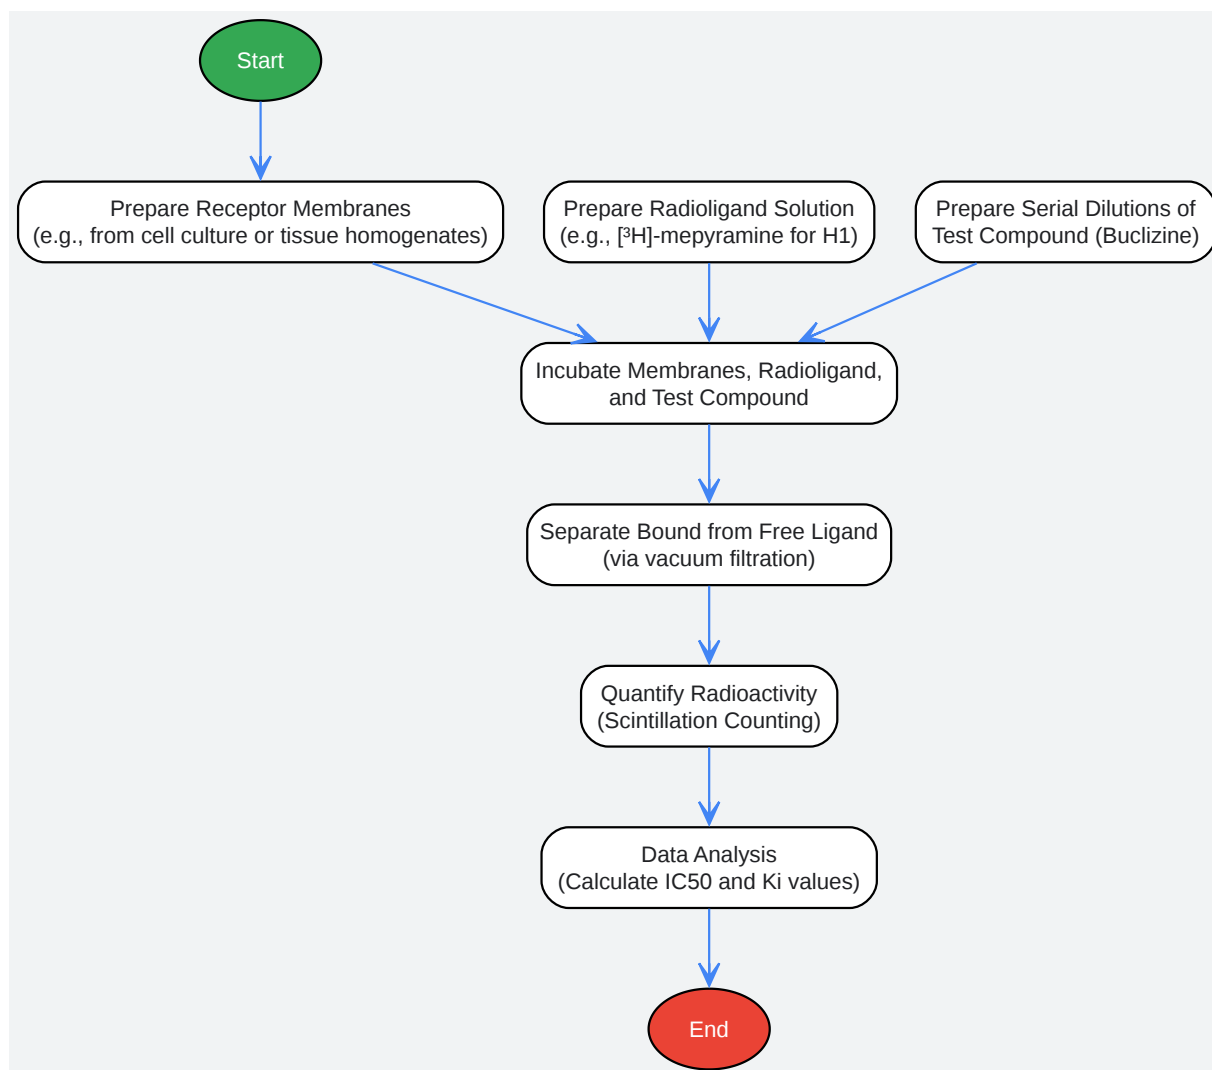 Start
Prepare Receptor Membranes
(e.g., from cell culture or tissue homogenates)
Prepare Radioligand Solution
(e.g., [³H]-mepyramine for H1)
Prepare Serial Dilutions of
Test Compound (Buclizine)
Incubate Membranes, Radioligand,
and Test Compound
Separate Bound from Free Ligand
(via vacuum filtration)
Quantify Radioactivity
(Scintillation Counting)
Data Analysis
(Calculate IC50 and Ki values)
End